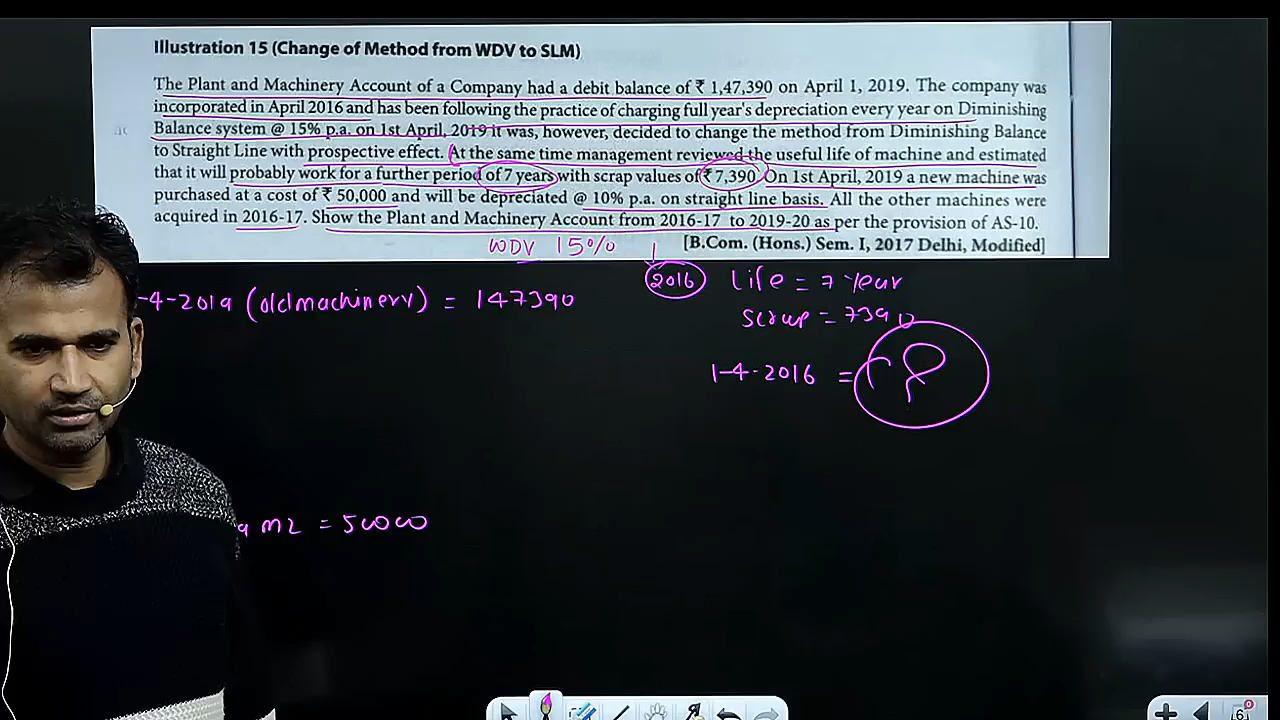 Illustration 15 (Change of Method from WDV to SLM)
The Plant and Machinery Account of a Company had a debit balance of ₹ 1,47,390 on April 1, 2019. The company was
incorporated in April 2016 and has been following the practice of charging full year's depreciation every year on Diminishing
Balance system @ 15% p.a. on 1st April, 2019 it was, however, decided to change the method from Diminishing Balance
to Straight Line with prospective effect. At the same time management reviewed the useful life of machine and estimated
that it will probably work for a further period of 7 years with scrap values of ₹ 7,390. On 1st April, 2019 a new machine was
purchased at a cost of ₹ 50,000 and will be depreciated @ 10% p.a. on straight line basis. All the other machines were
acquired in 2016-17. Show the Plant and Machinery Account from 2016-17 to 2019-20 as per the provision of AS-10.
WDV 15% [B.Com. (Hons.) Sem. I, 2017 Delhi, Modified]
-4-2019 (old machinery) = 147390 2016 Life = 7 year
scrap = 7390
1-4-2016 = ?
9 m2 = 50000